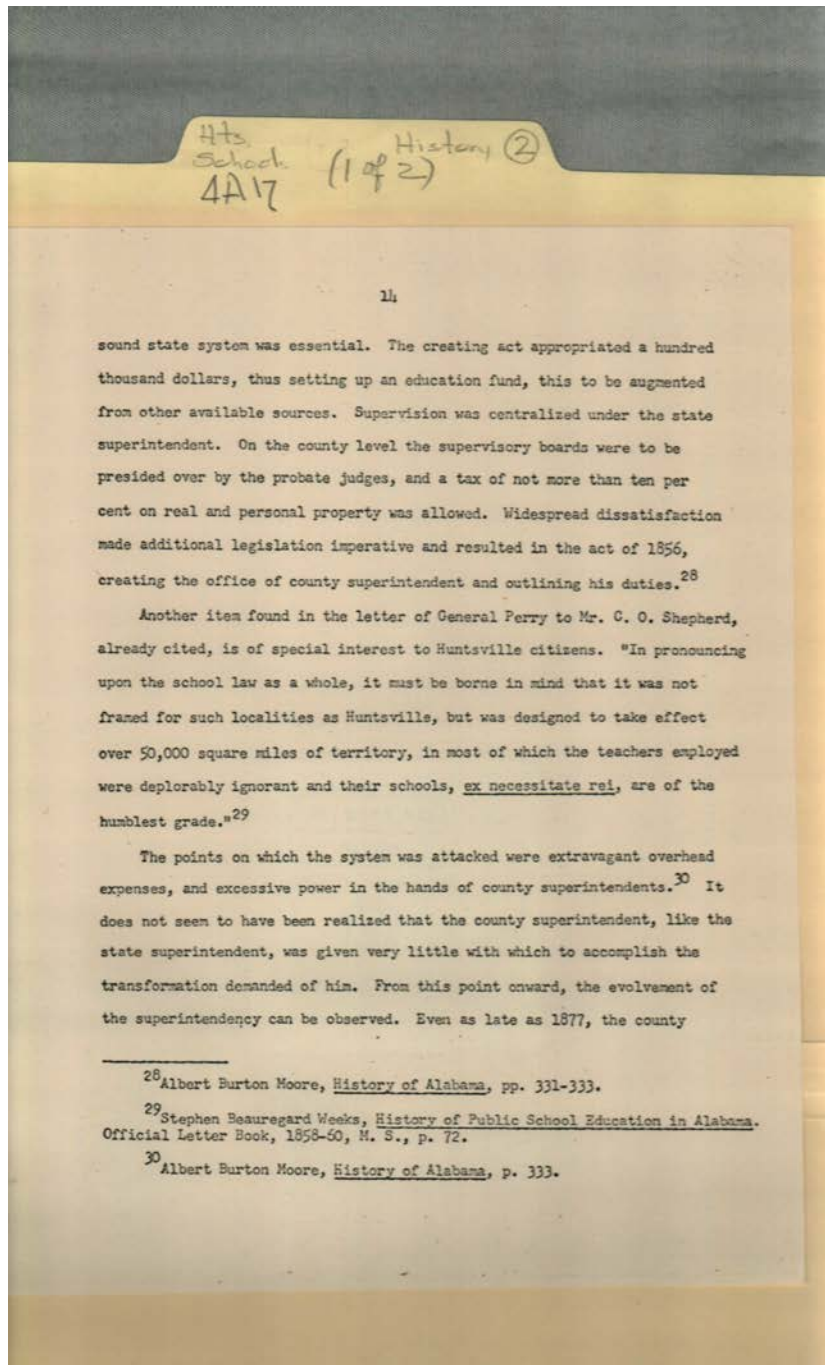 Hts. History ②
School (1 of 2)
4A17
14
sound state system was essential. The creating act appropriated a hundred
thousand dollars, thus setting up an education fund, this to be augmented
from other available sources. Supervision was centralized under the state
superintendent. On the county level the supervisory boards were to be
presided over by the probate judges, and a tax of not more than ten per
cent on real and personal property was allowed. Widespread dissatisfaction
made additional legislation imperative and resulted in the act of 1856,
creating the office of county superintendent and outlining his duties.28
Another item found in the letter of General Perry to Mr. C. O. Shepherd,
already cited, is of special interest to Huntsville citizens. "In pronouncing
upon the school law as a whole, it must be borne in mind that it was not
framed for such localities as Huntsville, but was designed to take effect
over 50,000 square miles of territory, in most of which the teachers employed
were deplorably ignorant and their schools, ex necessitate rei, are of the
humblest grade."29
The points on which the system was attacked were extravagant overhead
expenses, and excessive power in the hands of county superintendents.30 It
does not seem to have been realized that the county superintendent, like the
state superintendent, was given very little with which to accomplish the
transformation demanded of him. From this point onward, the evolvement of
the superintendency can be observed. Even as late as 1877, the county
28Albert Burton Moore, History of Alabama, pp. 331-333.
29Stephen Beauregard Weeks, History of Public School Education in Alabama.
Official Letter Book, 1858-60, M. S., p. 72.
30Albert Burton Moore, History of Alabama, p. 333.